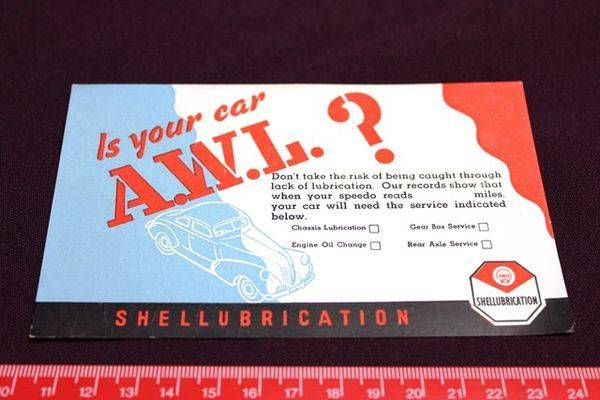 Is your car
A.W.L. ?
Don't take the risk of being caught through
lack of lubrication. Our records show that
when your speedo reads miles,
your car will need the service indicated
below.
Chassis Lubrication
Gear Box Service
Engine Oil Change
Rear Axle Service
SHELLUBRICATION
SHELLUBRICATION
10 11 12 13 14 15 16 17 18 19 20 21 22 23 24